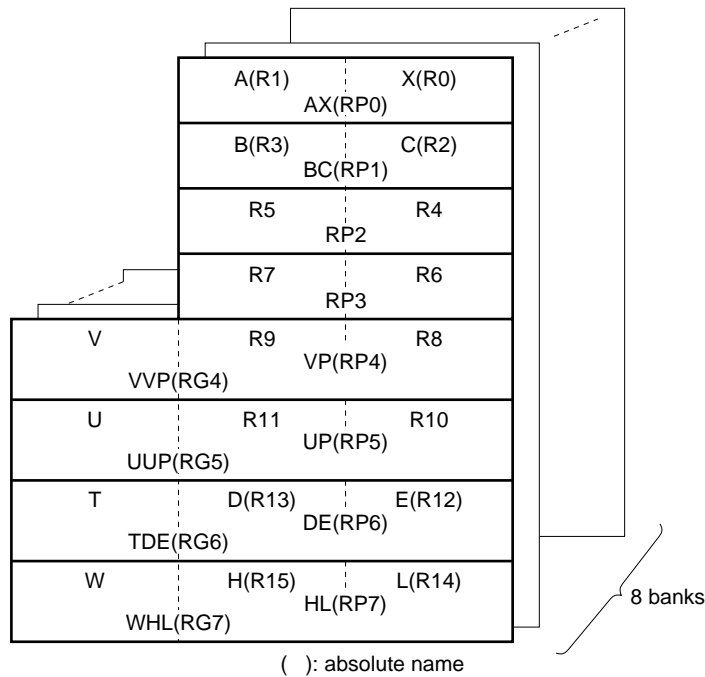 A(R1) X(R0)
AX(RP0)
B(R3) C(R2)
BC(RP1)
R5 R4
RP2
R7 R6
RP3
V R9 R8
VP(RP4)
VVP(RG4)
U R11 R10
UP(RP5)
UUP(RG5)
T D(R13) E(R12)
DE(RP6)
TDE(RG6)
W H(R15) L(R14)
HL(RP7)
WHL(RG7)
8 banks
( ): absolute name